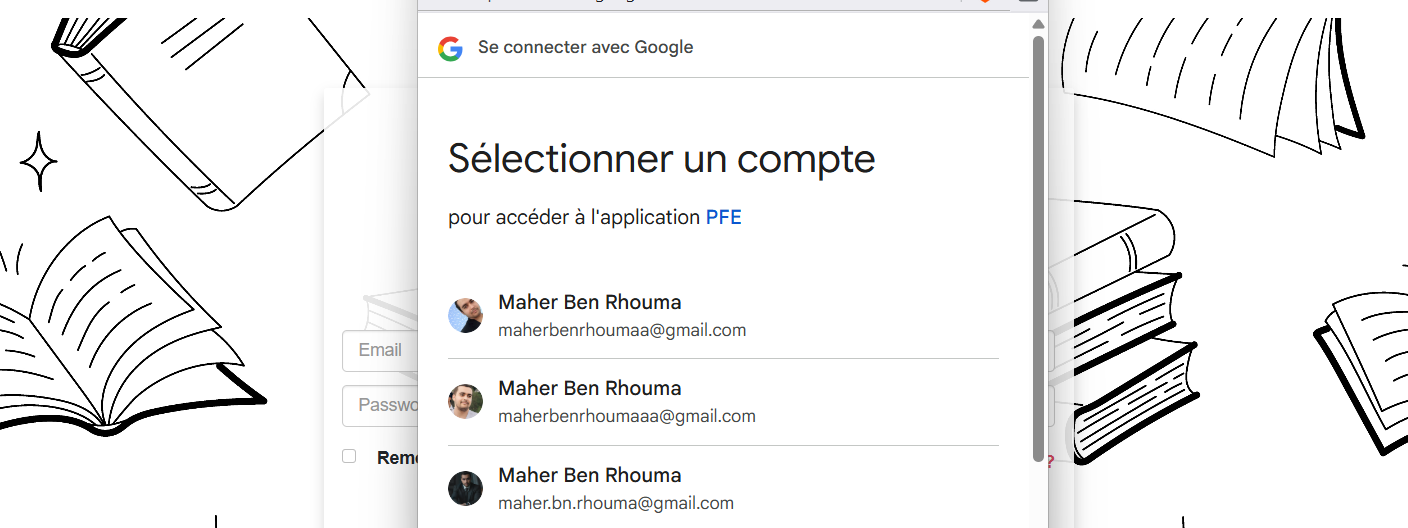 Se connecter avec Google
Sélectionner un compte
pour accéder à l'application PFE
Maher Ben Rhouma
maherbenrhoumaa@gmail.com
Maher Ben Rhouma
maherbenrhoumaaa@gmail.com
Maher Ben Rhouma
maher.bn.rhouma@gmail.com
Email
Passwo
Reme
?